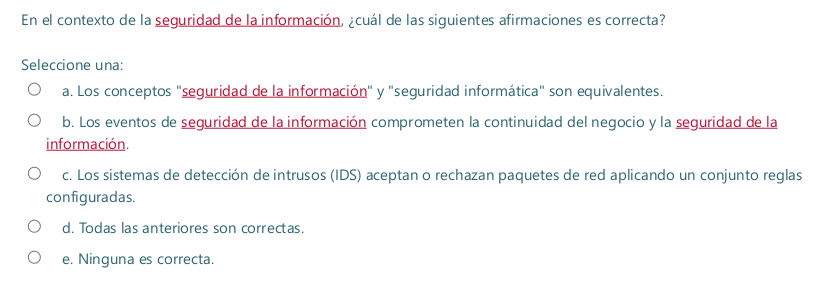 En el contexto de la seguridad de la información, ¿cuál de las siguientes afirmaciones es correcta?
Seleccione una:
a. Los conceptos "seguridad de la información" y "seguridad informática" son equivalentes.
b. Los eventos de seguridad de la información comprometen la continuidad del negocio y la seguridad de la
información.
c. Los sistemas de detección de intrusos (IDS) aceptan o rechazan paquetes de red aplicando un conjunto reglas
configuradas.
d. Todas las anteriores son correctas.
e. Ninguna es correcta.